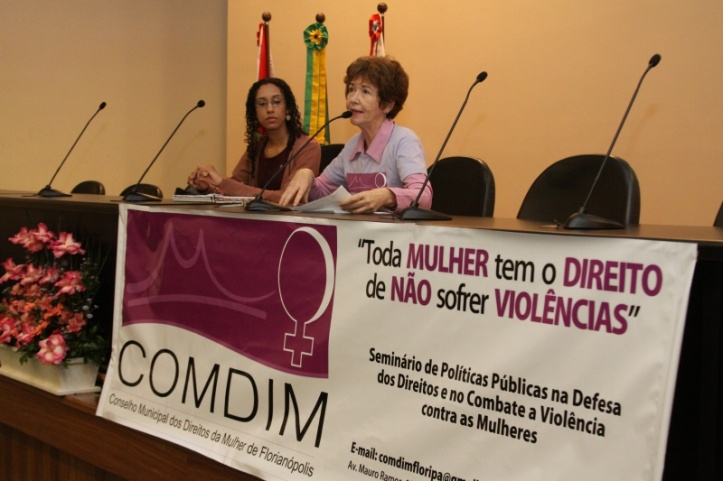 COMDIM
Conselho Municipal dos Direitos da Mulher de Florianópolis
"Toda MULHER tem o DIREITO
de NÃO sofrer VIOLÊNCIAS"
Seminário de Políticas Públicas na Defesa
dos Direitos e no Combate a Violência
contra as Mulheres
E-mail: comdimfloripa@gmail
Av. Mauro Ramos